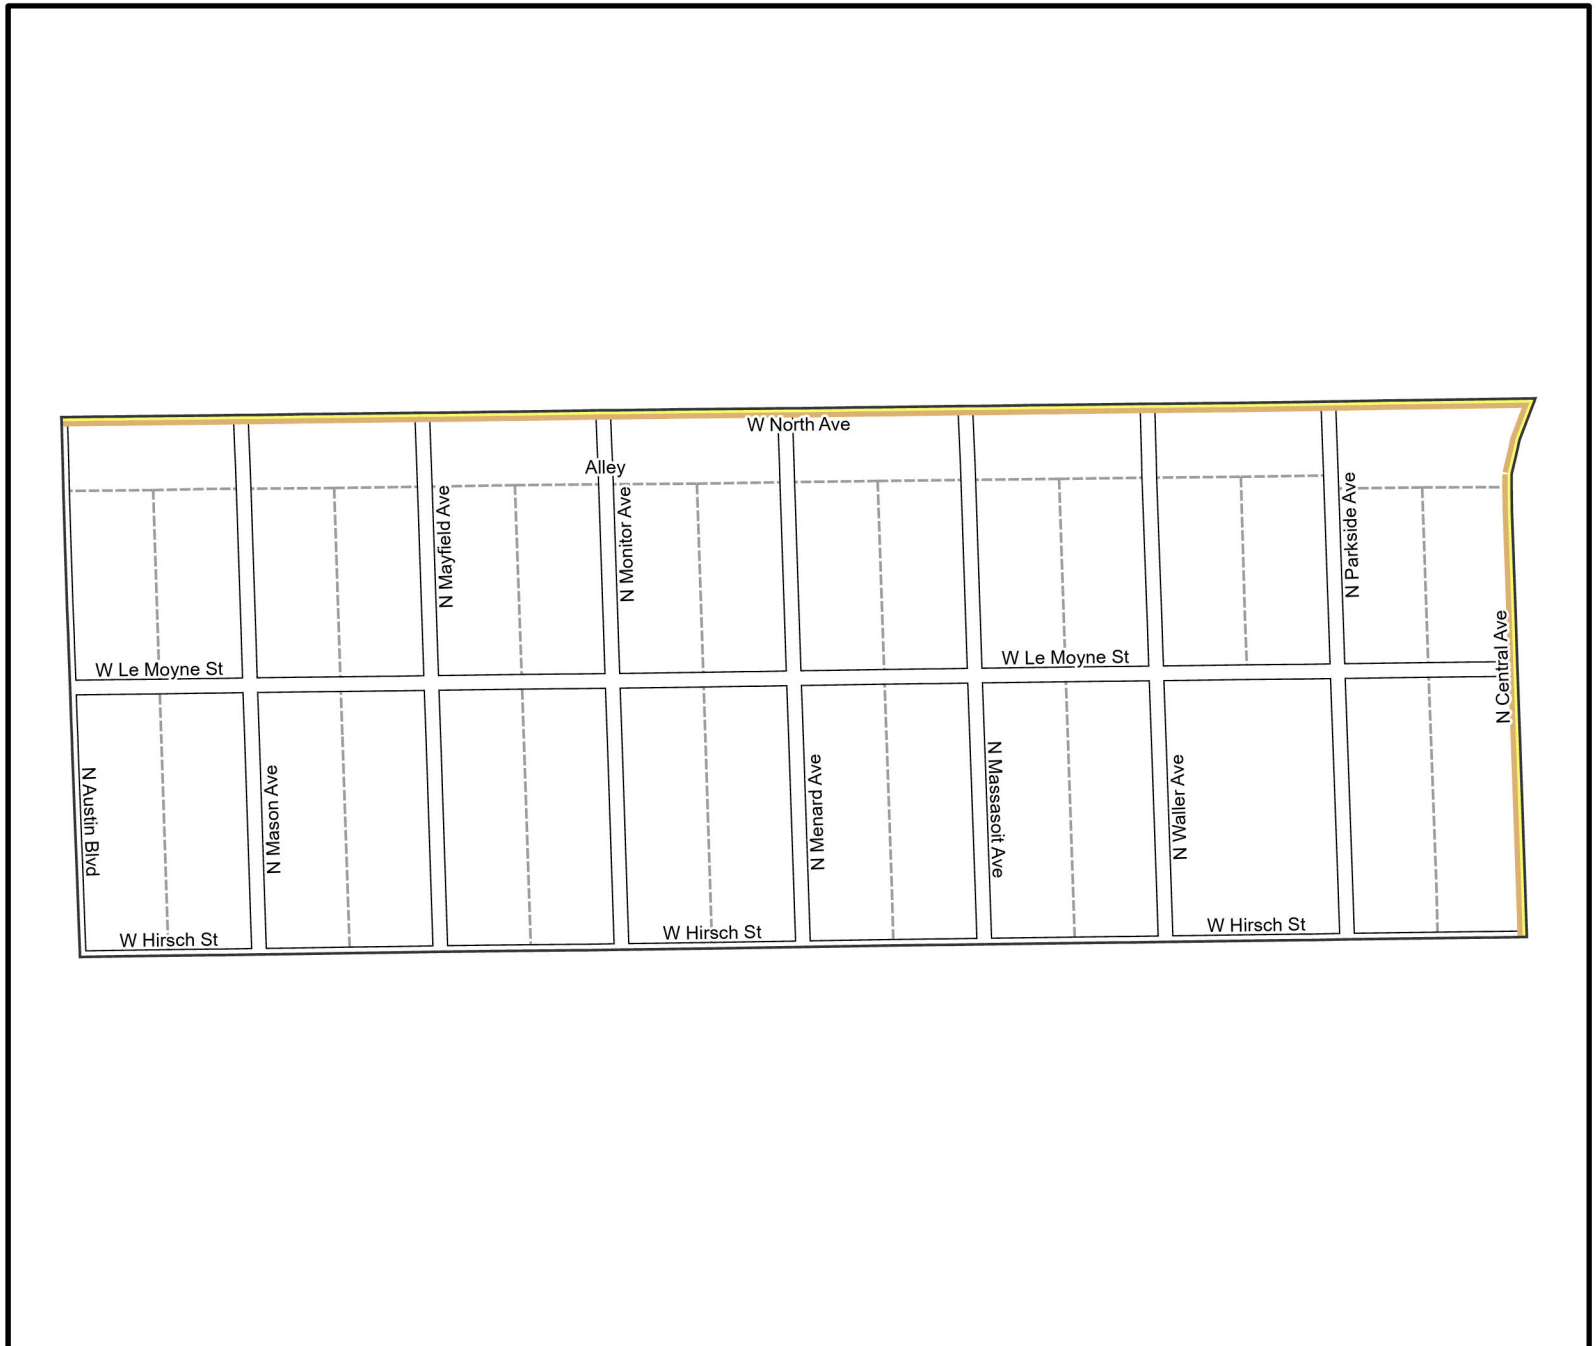 W North Ave
Alley
N Mayfield Ave
N Monitor Ave
N Parkside Ave
W Le Moyne St
W Le Moyne St
N Central Ave
N Austin Blvd
N Mason Ave
N Menard Ave
N Massasoit Ave
N Waller Ave
W Hirsch St
W Hirsch St
W Hirsch St